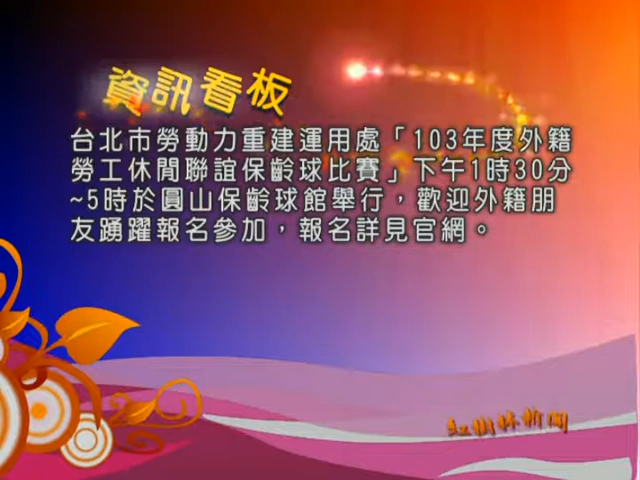 資訊看板
台北市勞動力重建運用處「103年度外籍
勞工休閒聯誼保齡球比賽」下午1時30分
~5時於圓山保齡球館舉行，歡迎外籍朋
友踴躍報名參加，報名詳見官網。
紅樹林新聞